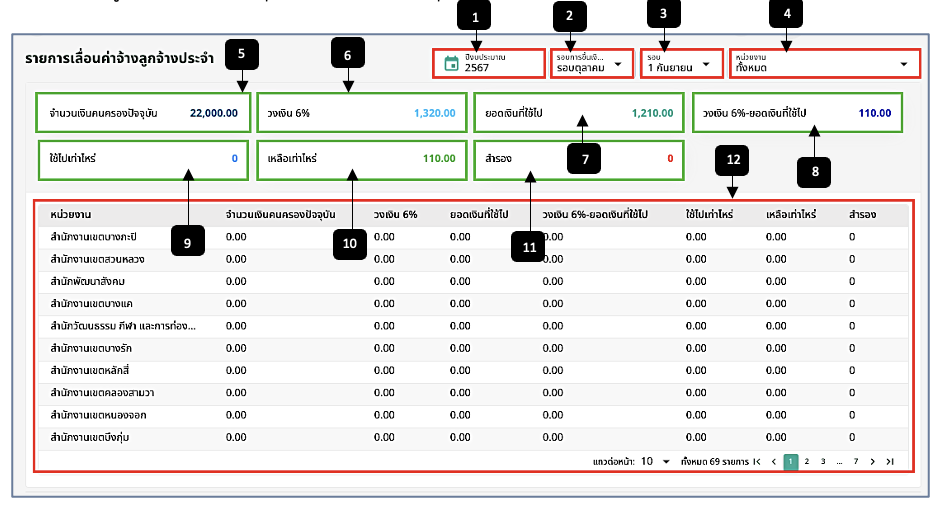 1 2 3 4
รายการเลื่อนค่าจ้างลูกจ้างประจำ
5 6
ปีงบประมาณ
2567
รอบการขึ้นเงิ...
รอบตุลาคม
รอบ
1 กันยายน
หน่วยงาน
ทั้งหมด
จำนวนเงินคนครองปัจจุบัน 22,000.00
วงเงิน 6% 1,320.00
ยอดเงินที่ใช้ไป 1,210.00
วงเงิน 6%-ยอดเงินที่ใช้ไป 110.00
ใช้ไปเท่าไหร่ 0
เหลือเท่าไหร่ 110.00
สำรอง 0
7 12 8
หน่วยงาน จำนวนเงินคนครองปัจจุบัน วงเงิน 6% ยอดเงินที่ใช้ไป วงเงิน 6%-ยอดเงินที่ใช้ไป ใช้ไปเท่าไหร่ เหลือเท่าไหร่ สำรอง
สำนักงานเขตบางกะปิ 0.00 0.00 0.00 0.00 0.00 0.00 0
9 10 11
สำนักงานเขตสวนหลวง 0.00 0.00 0.00 0.00 0.00 0.00 0
สำนักพัฒนาสังคม 0.00 0.00 0.00 0.00 0.00 0.00 0
สำนักงานเขตบางแค 0.00 0.00 0.00 0.00 0.00 0.00 0
สำนักวัฒนธรรม กีฬา และการท่อง... 0.00 0.00 0.00 0.00 0.00 0.00 0
สำนักงานเขตบางรัก 0.00 0.00 0.00 0.00 0.00 0.00 0
สำนักงานเขตหลักสี่ 0.00 0.00 0.00 0.00 0.00 0.00 0
สำนักงานเขตคลองสามวา 0.00 0.00 0.00 0.00 0.00 0.00 0
สำนักงานเขตหนองจอก 0.00 0.00 0.00 0.00 0.00 0.00 0
สำนักงานเขตบึงกุ่ม 0.00 0.00 0.00 0.00 0.00 0.00 0
แถวต่อหน้า: 10 ทั้งหมด 69 รายการ 1 2 3 ... 7